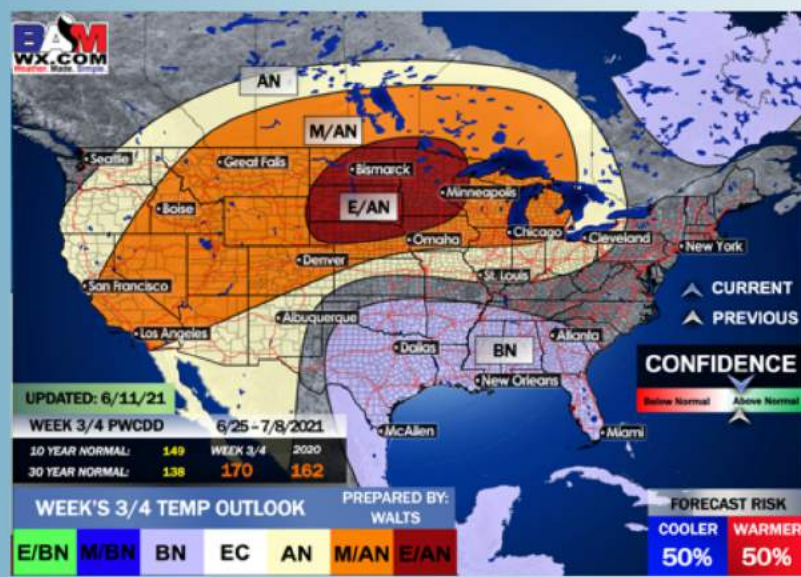 BAM
WX.COM
Weather. Made. Simple.
AN
M/AN
Seattle
Great Falls
Bismarck
Minneapolis
Boise
E/AN
Omaha
Chicago
Cleveland
New York
Denver
St. Louis
San Francisco
CURRENT
Albuquerque
PREVIOUS
Los Angeles
Atlanta
Dallas
BN
CONFIDENCE
New Orleans
Below Normal
Above Normal
UPDATED: 6/11/21
WEEK 3/4 PWCDD 6/25 - 7/8/2021
McAllen
Miami
10 YEAR NORMAL: 149 WEEK 3/4 2020
30 YEAR NORMAL: 138 170 162
WEEK'S 3/4 TEMP OUTLOOK
PREPARED BY:
WALTS
FORECAST RISK
COOLER WARMER
50% 50%
E/BN M/BN BN EC AN M/AN E/AN